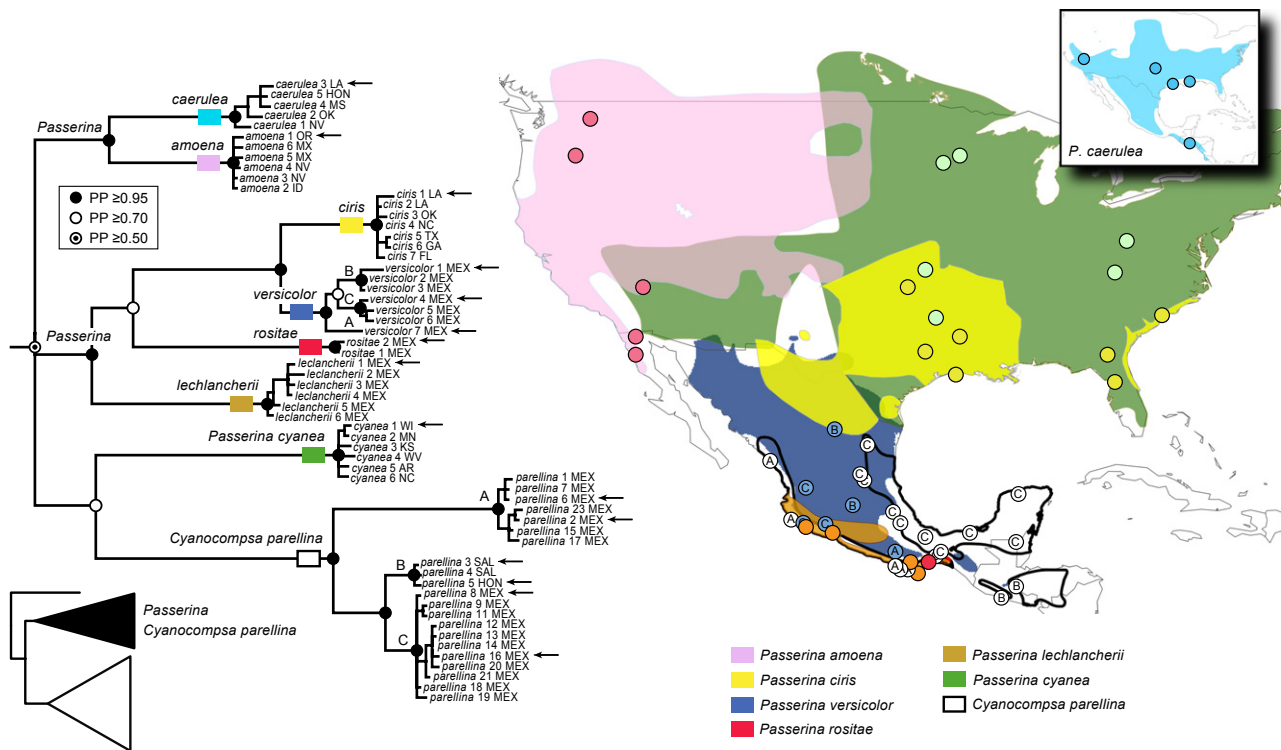 caerulea 3 LA
caerulea 5 HON
caerulea 4 MS
caerulea 2 OK
caerulea 1 NV
caerulea
Passerina
amoena
amoena 1 OR
amoena 6 MX
amoena 5 MX
amoena 4 NV
amoena 3 NV
amoena 2 ID
PP ≥0.95
PP ≥0.70
PP ≥0.50
ciris
ciris 1 LA
ciris 2 LA
ciris 3 OK
ciris 4 NC
ciris 5 TX
ciris 6 GA
ciris 7 FL
versicolor
B
C
A
versicolor 1 MEX
versicolor 2 MEX
versicolor 3 MEX
versicolor 4 MEX
versicolor 5 MEX
versicolor 6 MEX
versicolor 7 MEX
Passerina
rositae
rositae 2 MEX
rositae 1 MEX
lechlancherii
leclancherii 1 MEX
leclancherii 2 MEX
leclancherii 3 MEX
leclancherii 4 MEX
leclancherii 5 MEX
leclancherii 6 MEX
Passerina cyanea
cyanea 1 WI
cyanea 2 MN
cyanea 3 KS
cyanea 4 WV
cyanea 5 AR
cyanea 6 NC
Cyanocompsa parellina
A
parellina 1 MEX
parellina 7 MEX
parellina 6 MEX
parellina 23 MEX
parellina 2 MEX
parellina 15 MEX
parellina 17 MEX
B
parellina 3 SAL
parellina 4 SAL
parellina 5 HON
C
parellina 8 MEX
parellina 9 MEX
parellina 11 MEX
parellina 12 MEX
parellina 13 MEX
parellina 14 MEX
parellina 16 MEX
parellina 20 MEX
parellina 21 MEX
parellina 18 MEX
parellina 19 MEX
Passerina
Cyanocompsa parellina
P. caerulea
B
C
A
C
C
C
B
C
A
C
C
C
C
C
C
C
A
A
A
B
B
Passerina amoena
Passerina ciris
Passerina versicolor
Passerina rositae
Passerina lechlancherii
Passerina cyanea
Cyanocompsa parellina